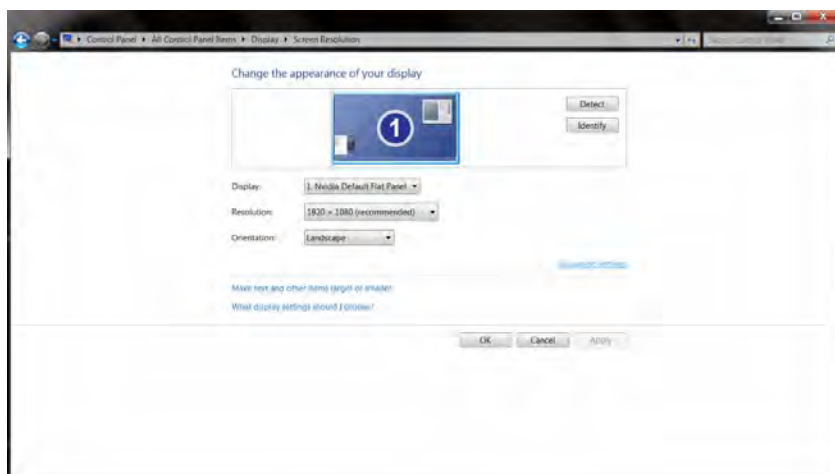 Control Panel ▸ All Control Panel Items ▸ Display ▸ Screen Resolution
Change the appearance of your display
1
Detect
Identify
Display: 1. Nvidia Default Flat Panel
Resolution: 1920 × 1080 (recommended)
Orientation: Landscape
Advanced settings
Make text and other items larger or smaller
What display settings should I choose?
OK Cancel Apply